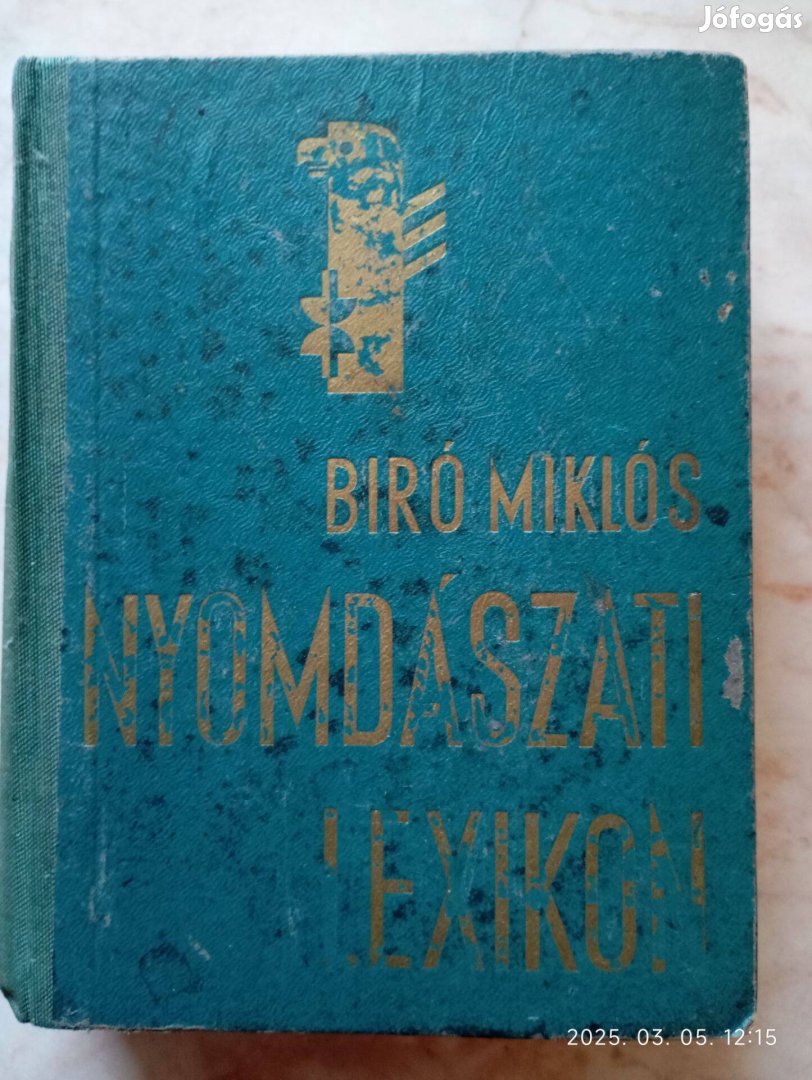 Jófogás
BIRÓ MIKLÓS
NYOMDÁSZATI
LEXIKON
2025. 03. 05. 12:15